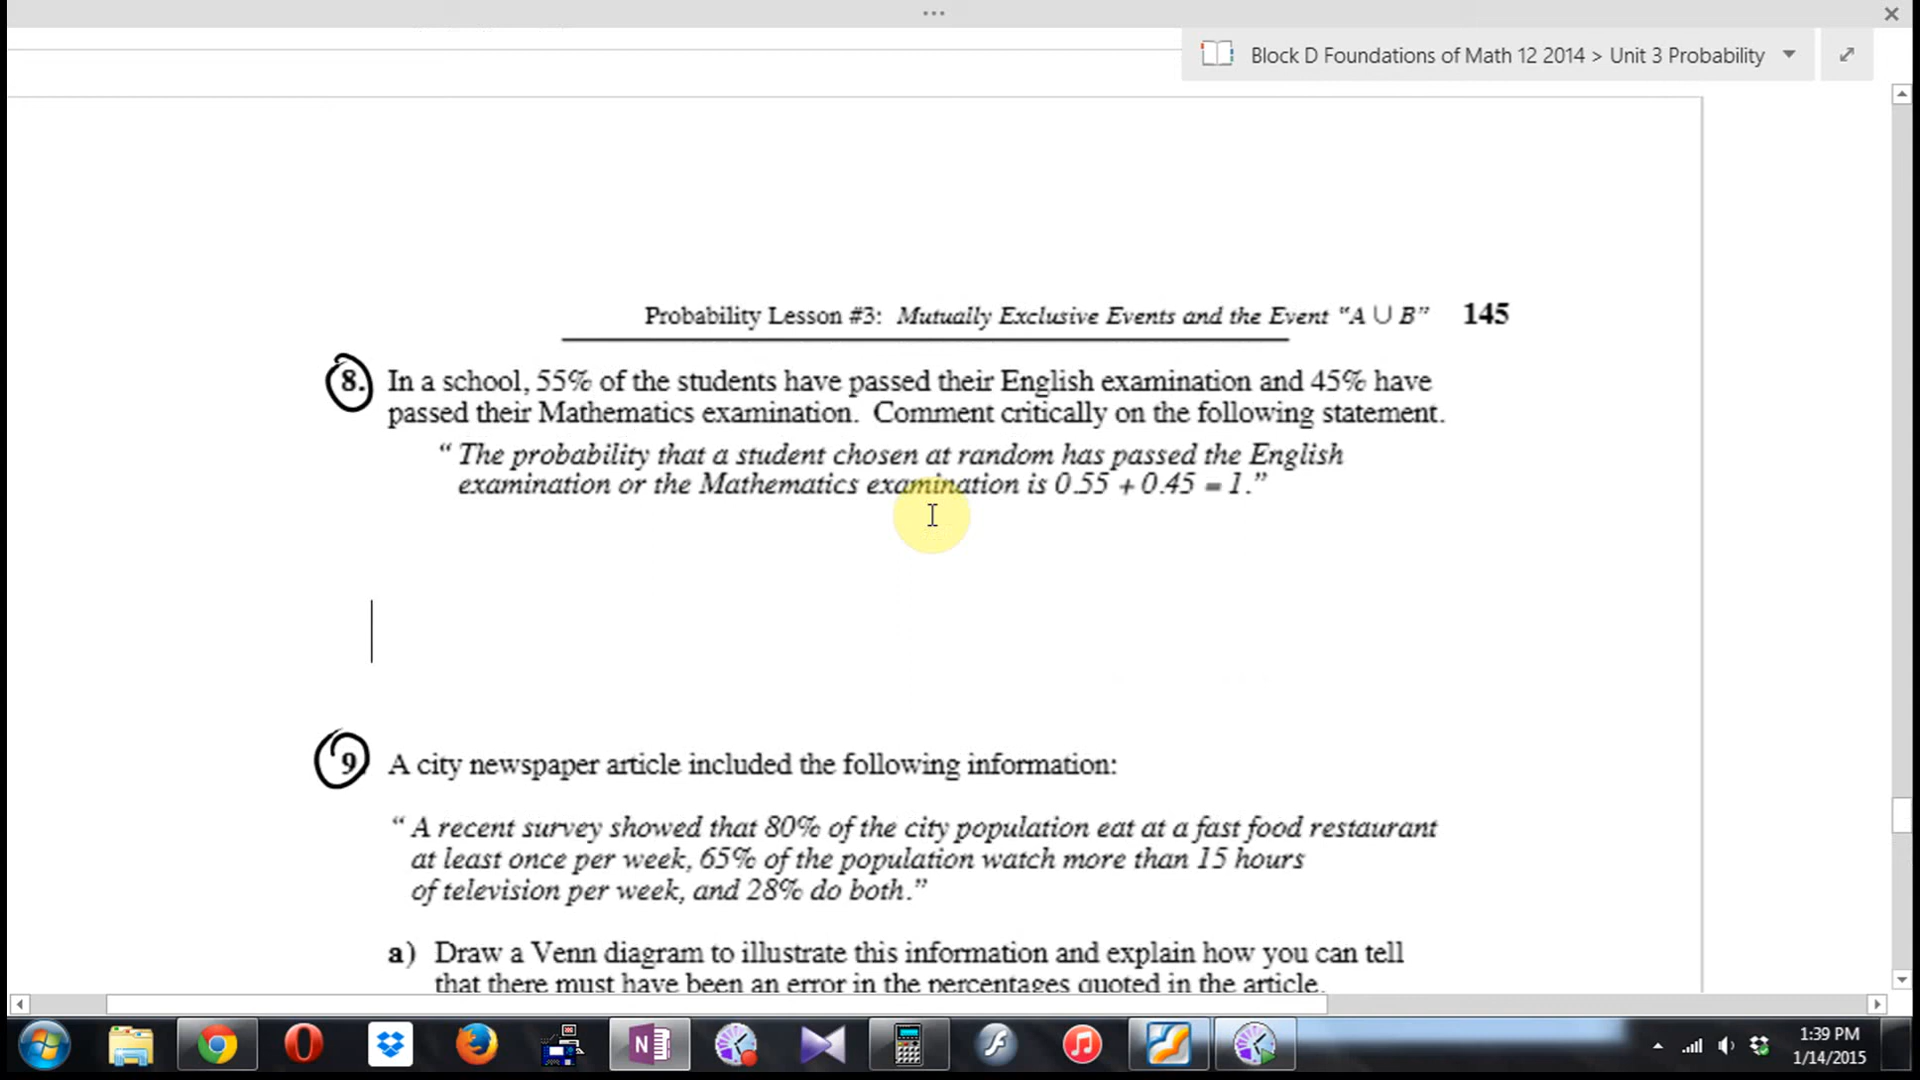 Block D Foundations of Math 12 2014 > Unit 3 Probability
Probability Lesson #3: Mutually Exclusive Events and the Event “A ∪ B” 145
8. In a school, 55% of the students have passed their English examination and 45% have
passed their Mathematics examination. Comment critically on the following statement.
“ The probability that a student chosen at random has passed the English
examination or the Mathematics examination is 0.55 + 0.45 = 1.”
9 A city newspaper article included the following information:
“ A recent survey showed that 80% of the city population eat at a fast food restaurant
at least once per week, 65% of the population watch more than 15 hours
of television per week, and 28% do both.”
a) Draw a Venn diagram to illustrate this information and explain how you can tell
that there must have been an error in the percentages quoted in the article.
N
1:39 PM
1/14/2015